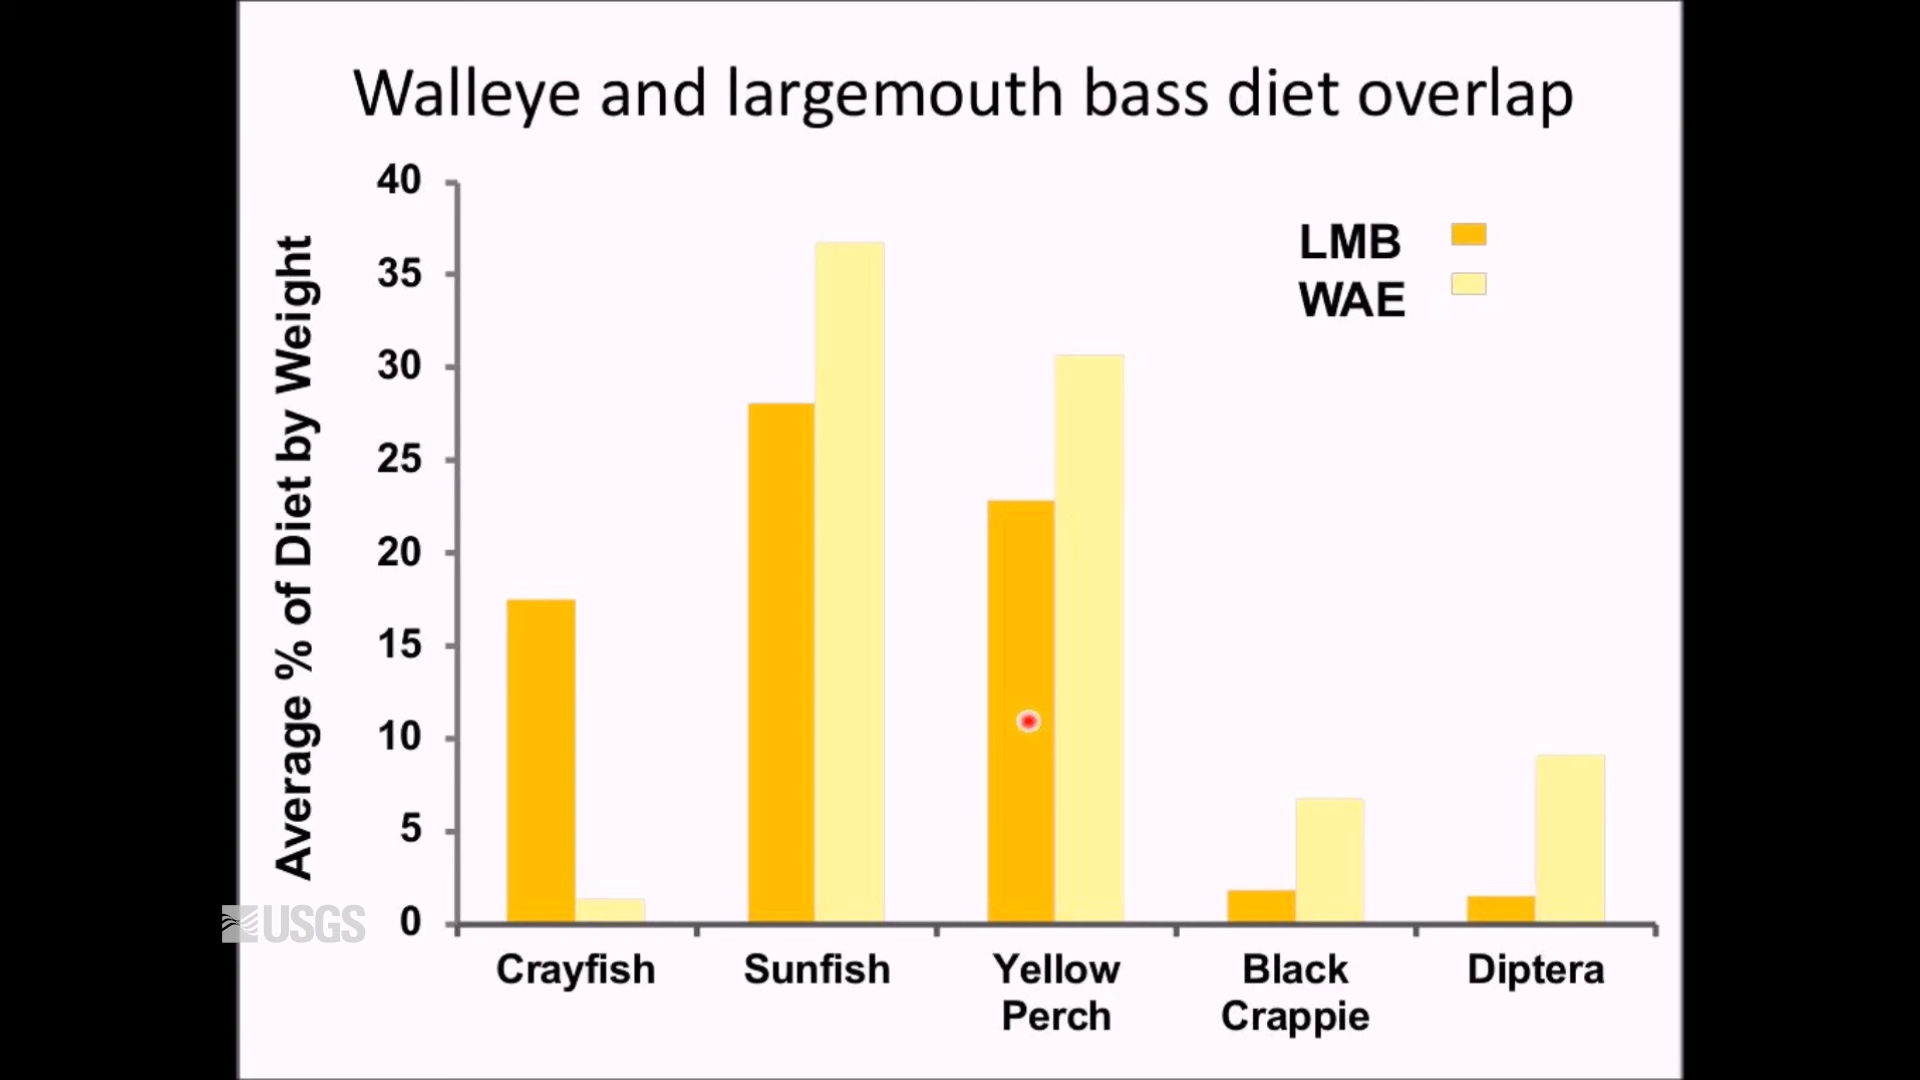 Walleye and largemouth bass diet overlap
Average % of Diet by Weight
40
35
30
25
20
15
10
5
0
LMB
WAE
Crayfish
Sunfish
Yellow
Perch
Black
Crappie
Diptera
USGS